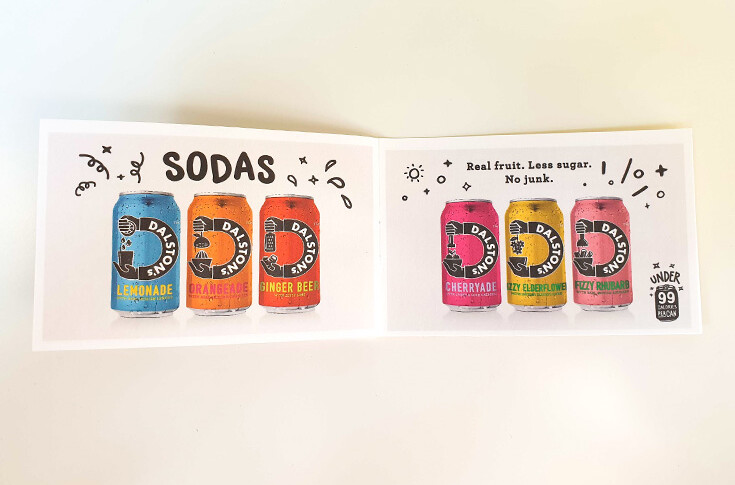 SODAS
DALSTON's
LEMONADE
DALSTON's
ORANGEADE
DALSTON's
GINGER BEER
Real fruit. Less sugar.
No junk.
DALSTON's
CHERRYADE
DALSTON's
FIZZY ELDERFLOWER
DALSTON's
FIZZY RHUBARB
UNDER
99
CALORIES
PER CAN